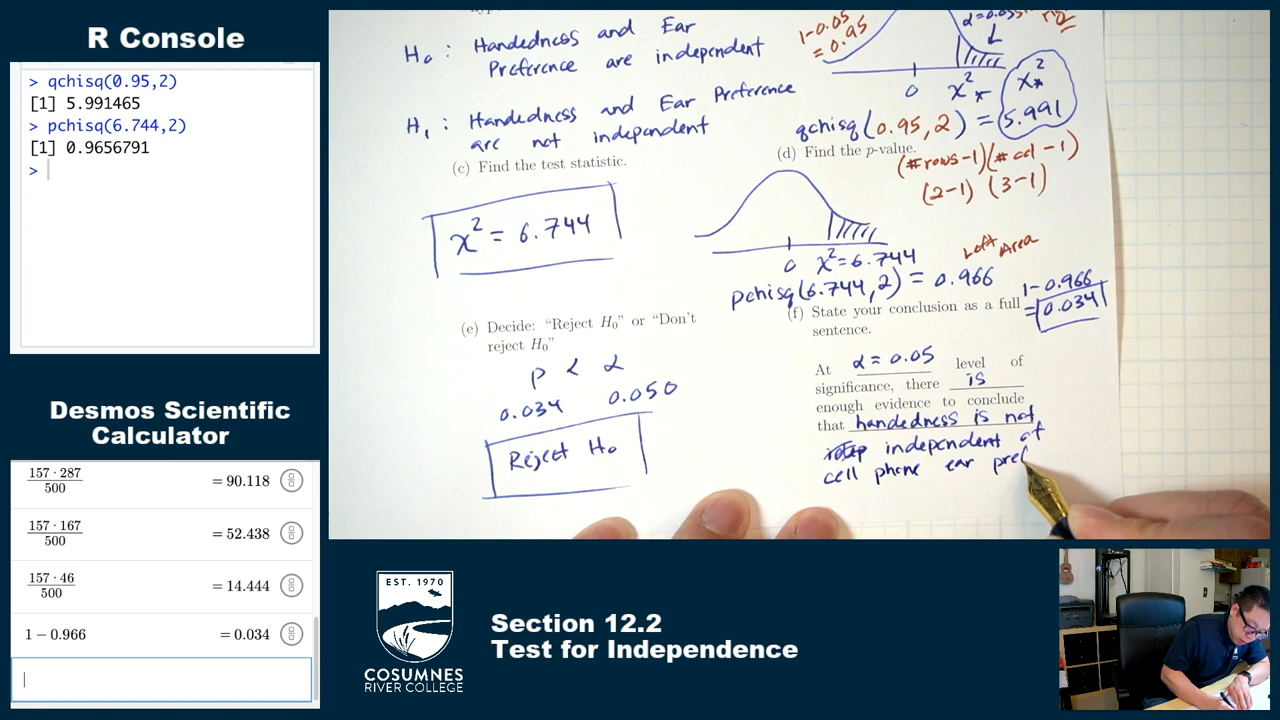 R Console
> qchisq(0.95,2)
[1] 5.991465
> pchisq(6.744,2)
[1] 0.9656791
>
Desmos Scientific
Calculator
157 · 287
500
= 90.118
157 · 167
500
= 52.438
157 · 46
500
= 14.444
1 − 0.966
= 0.034
H₀ : Handedness and Ear
Preference are independent
H₁ : Handedness and Ear Preference
are not independent
1-0.05
= 0.95
0 χ²* χ²*
qchisq(0.95, 2) = 5.991
(c) Find the test statistic.
χ² = 6.744
(d) Find the p-value.
(#rows-1)(#col-1)
(2-1) (3-1)
0 χ²=6.744
Left Area
pchisq(6.744, 2) = 0.966
1-0.966
= 0.034
(e) Decide: “Reject H₀” or “Don’t
reject H₀”
p < α
0.034 0.050
Reject H₀
(f) State your conclusion as a full
sentence.
At α = 0.05 level of
significance, there is
enough evidence to conclude
that handedness is not
independent of
cell phone ear pref
EST. 1970
COSUMNES
RIVER COLLEGE
Section 12.2
Test for Independence